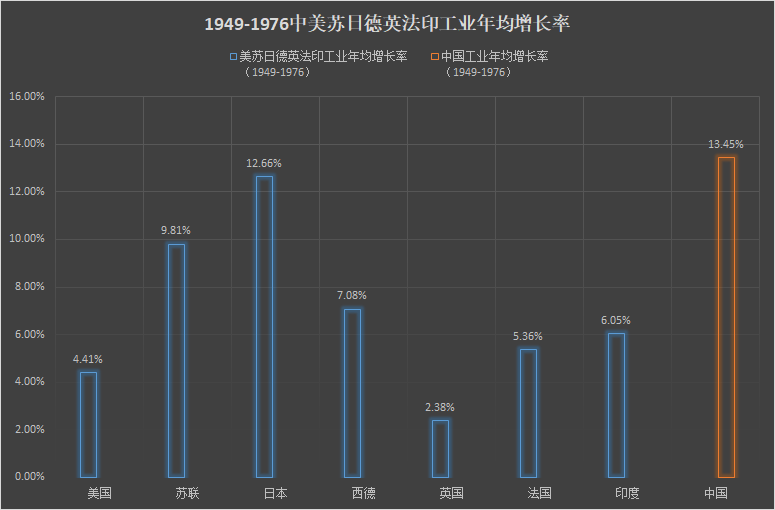 1949-1976中美苏日德英法印工业年均增长率
美苏日德英法印工业年均增长率
（1949-1976）
中国工业年均增长率
（1949-1976）
16.00%
14.00%
12.00%
10.00%
8.00%
6.00%
4.00%
2.00%
0.00%
4.41%
9.81%
12.66%
7.08%
2.38%
5.36%
6.05%
13.45%
美国
苏联
日本
西德
英国
法国
印度
中国